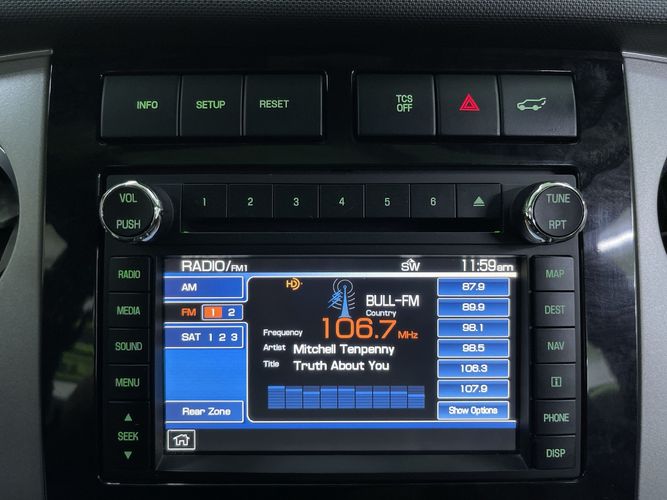 INFO SETUP RESET TCS OFF
VOL PUSH 1 2 3 4 5 6 TUNE RPT
RADIO/FM1 SW 11:59am
RADIO
MEDIA
SOUND
MENU
SEEK
AM
FM 1 2
SAT 1 2 3
Rear Zone
HD
BULL-FM
Country
Frequency 106.7 MHz
Artist Mitchell Tenpenny
Title Truth About You
87.9
89.9
98.1
98.5
106.3
107.9
Show Options
MAP
DEST
NAV
i
PHONE
DISP